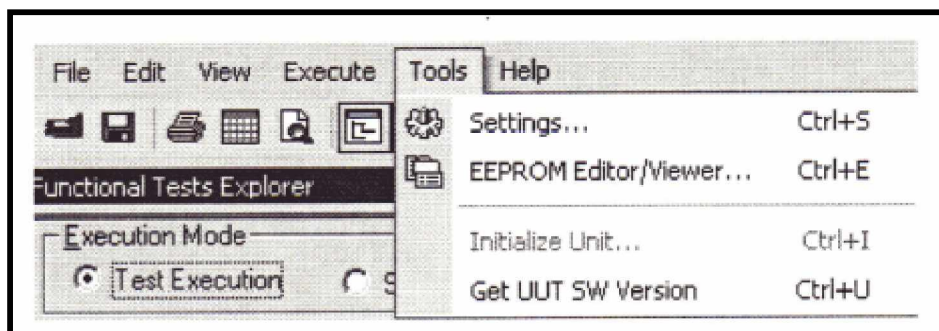 File Edit View Execute Tools Help
Settings... Ctrl+S
EEPROM Editor/Viewer... Ctrl+E
Functional Tests Explorer
Execution Mode
Initialize Unit... Ctrl+I
Test Execution
Get UUT SW Version Ctrl+U